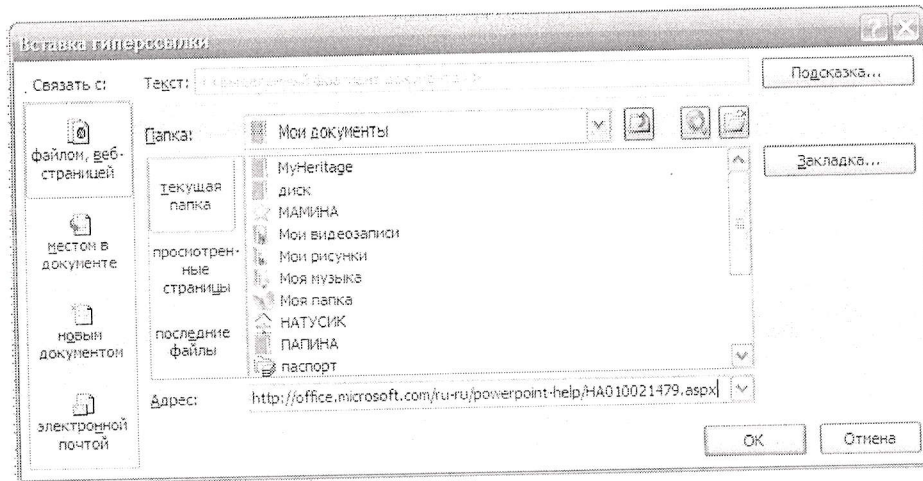 Вставка гиперссылки
Связать с:
Текст:
Подсказка...
файлом, веб-
страницей
Папка:
Мои документы
Закладка...
текущая
папка
MyHeritage
диск
МАМИНА
Мои видеозаписи
Мои рисунки
Моя музыка
Моя папка
НАТУСИК
ПАПИНА
паспорт
местом в
документе
просмотрен-
ные
страницы
новым
документом
последние
файлы
Адрес:
http://office.microsoft.com/ru-ru/powerpoint-help/HA010021479.aspx
электронной
почтой
ОК
Отмена